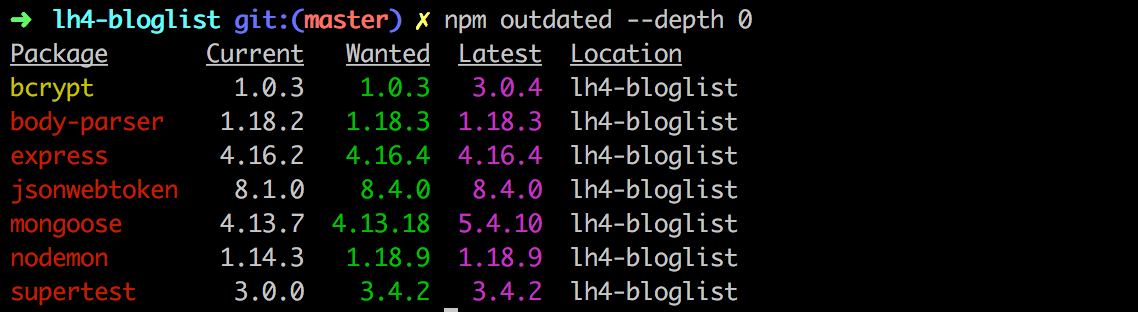 ➜ lh4-bloglist git:(master) ✗ npm outdated --depth 0
Package Current Wanted Latest Location
bcrypt 1.0.3 1.0.3 3.0.4 lh4-bloglist
body-parser 1.18.2 1.18.3 1.18.3 lh4-bloglist
express 4.16.2 4.16.4 4.16.4 lh4-bloglist
jsonwebtoken 8.1.0 8.4.0 8.4.0 lh4-bloglist
mongoose 4.13.7 4.13.18 5.4.10 lh4-bloglist
nodemon 1.14.3 1.18.9 1.18.9 lh4-bloglist
supertest 3.0.0 3.4.2 3.4.2 lh4-bloglist